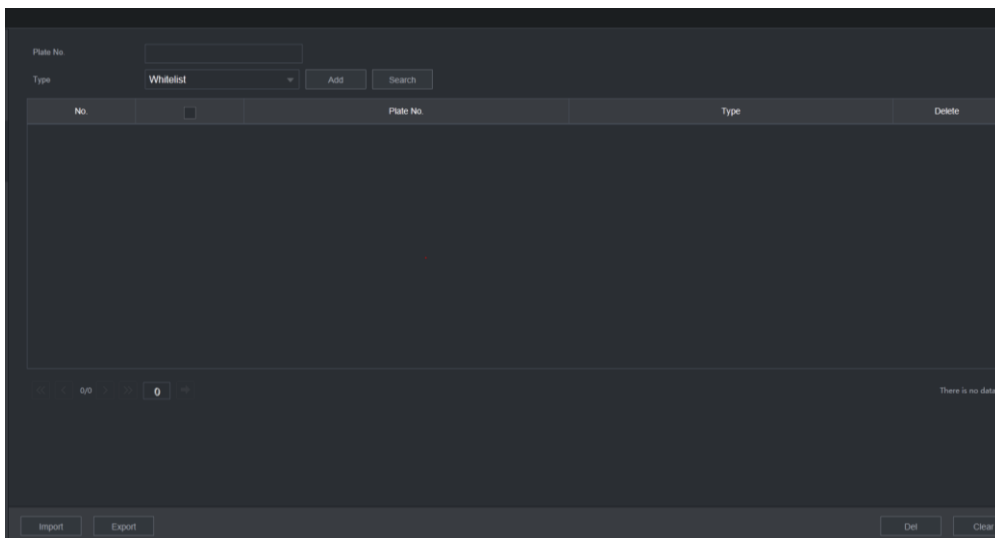 Plate No.
Type Whitelist Add Search
No. Plate No. Type Delete
0/0 0 There is no data
Import Export Del Clear